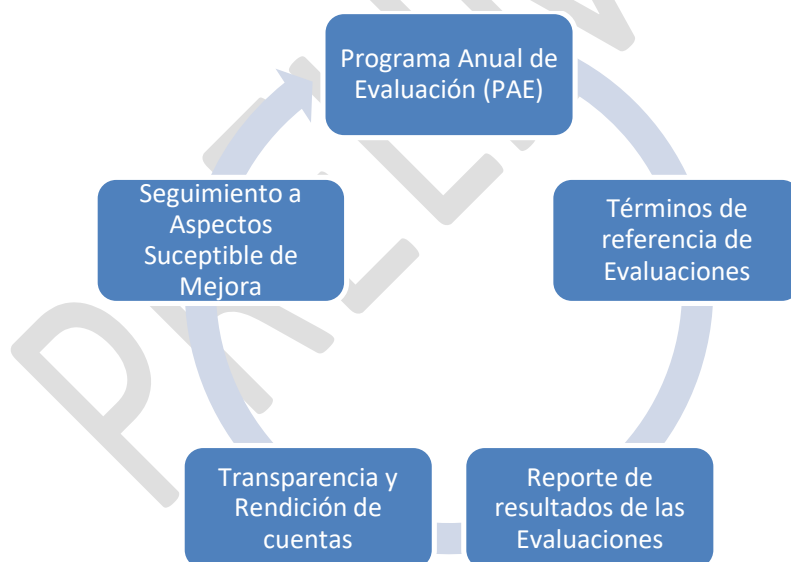 Programa Anual de
Evaluación (PAE)
Términos de
referencia de
Evaluaciones
Reporte de
resultados de las
Evaluaciones
Transparencia y
Rendición de
cuentas
Seguimiento a
Aspectos
Suceptible de
Mejora